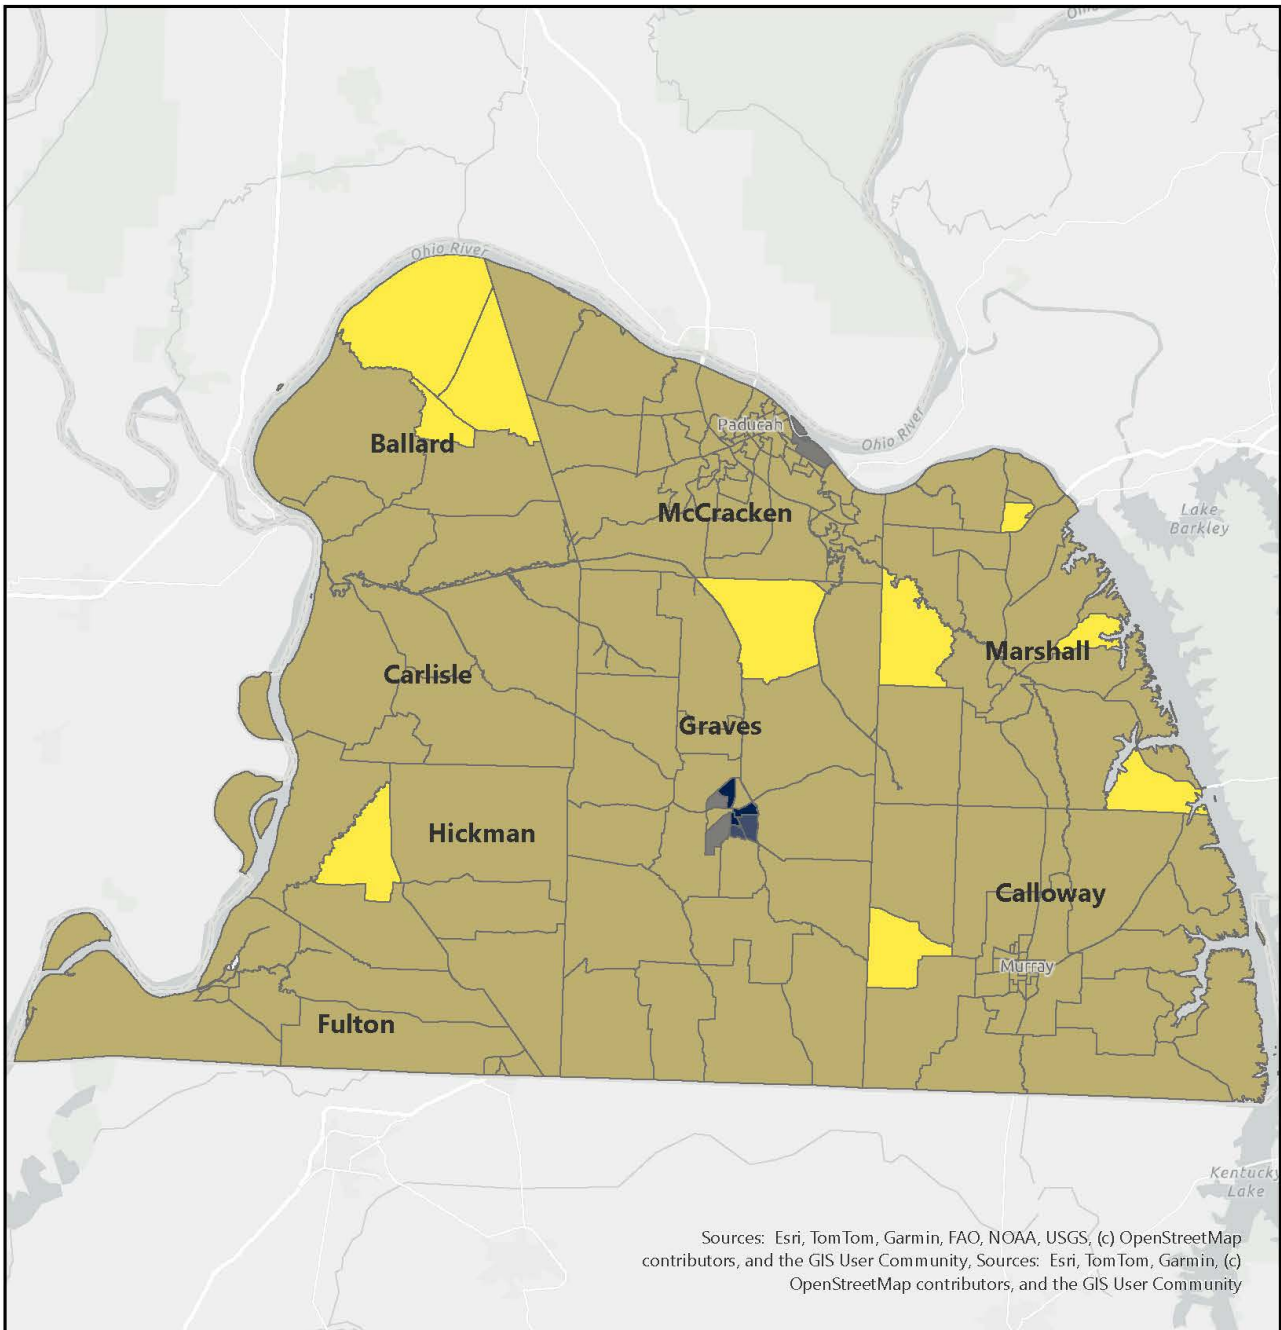 Ohio River
Paducah
Ohio River
Ballard
McCracken
Lake
Barkley
Marshall
Carlisle
Graves
Hickman
Calloway
Murray
Fulton
Kentucky
Lake
Sources: Esri, TomTom, Garmin, FAO, NOAA, USGS, (c) OpenStreetMap
contributors, and the GIS User Community, Sources: Esri, TomTom, Garmin, (c)
OpenStreetMap contributors, and the GIS User Community